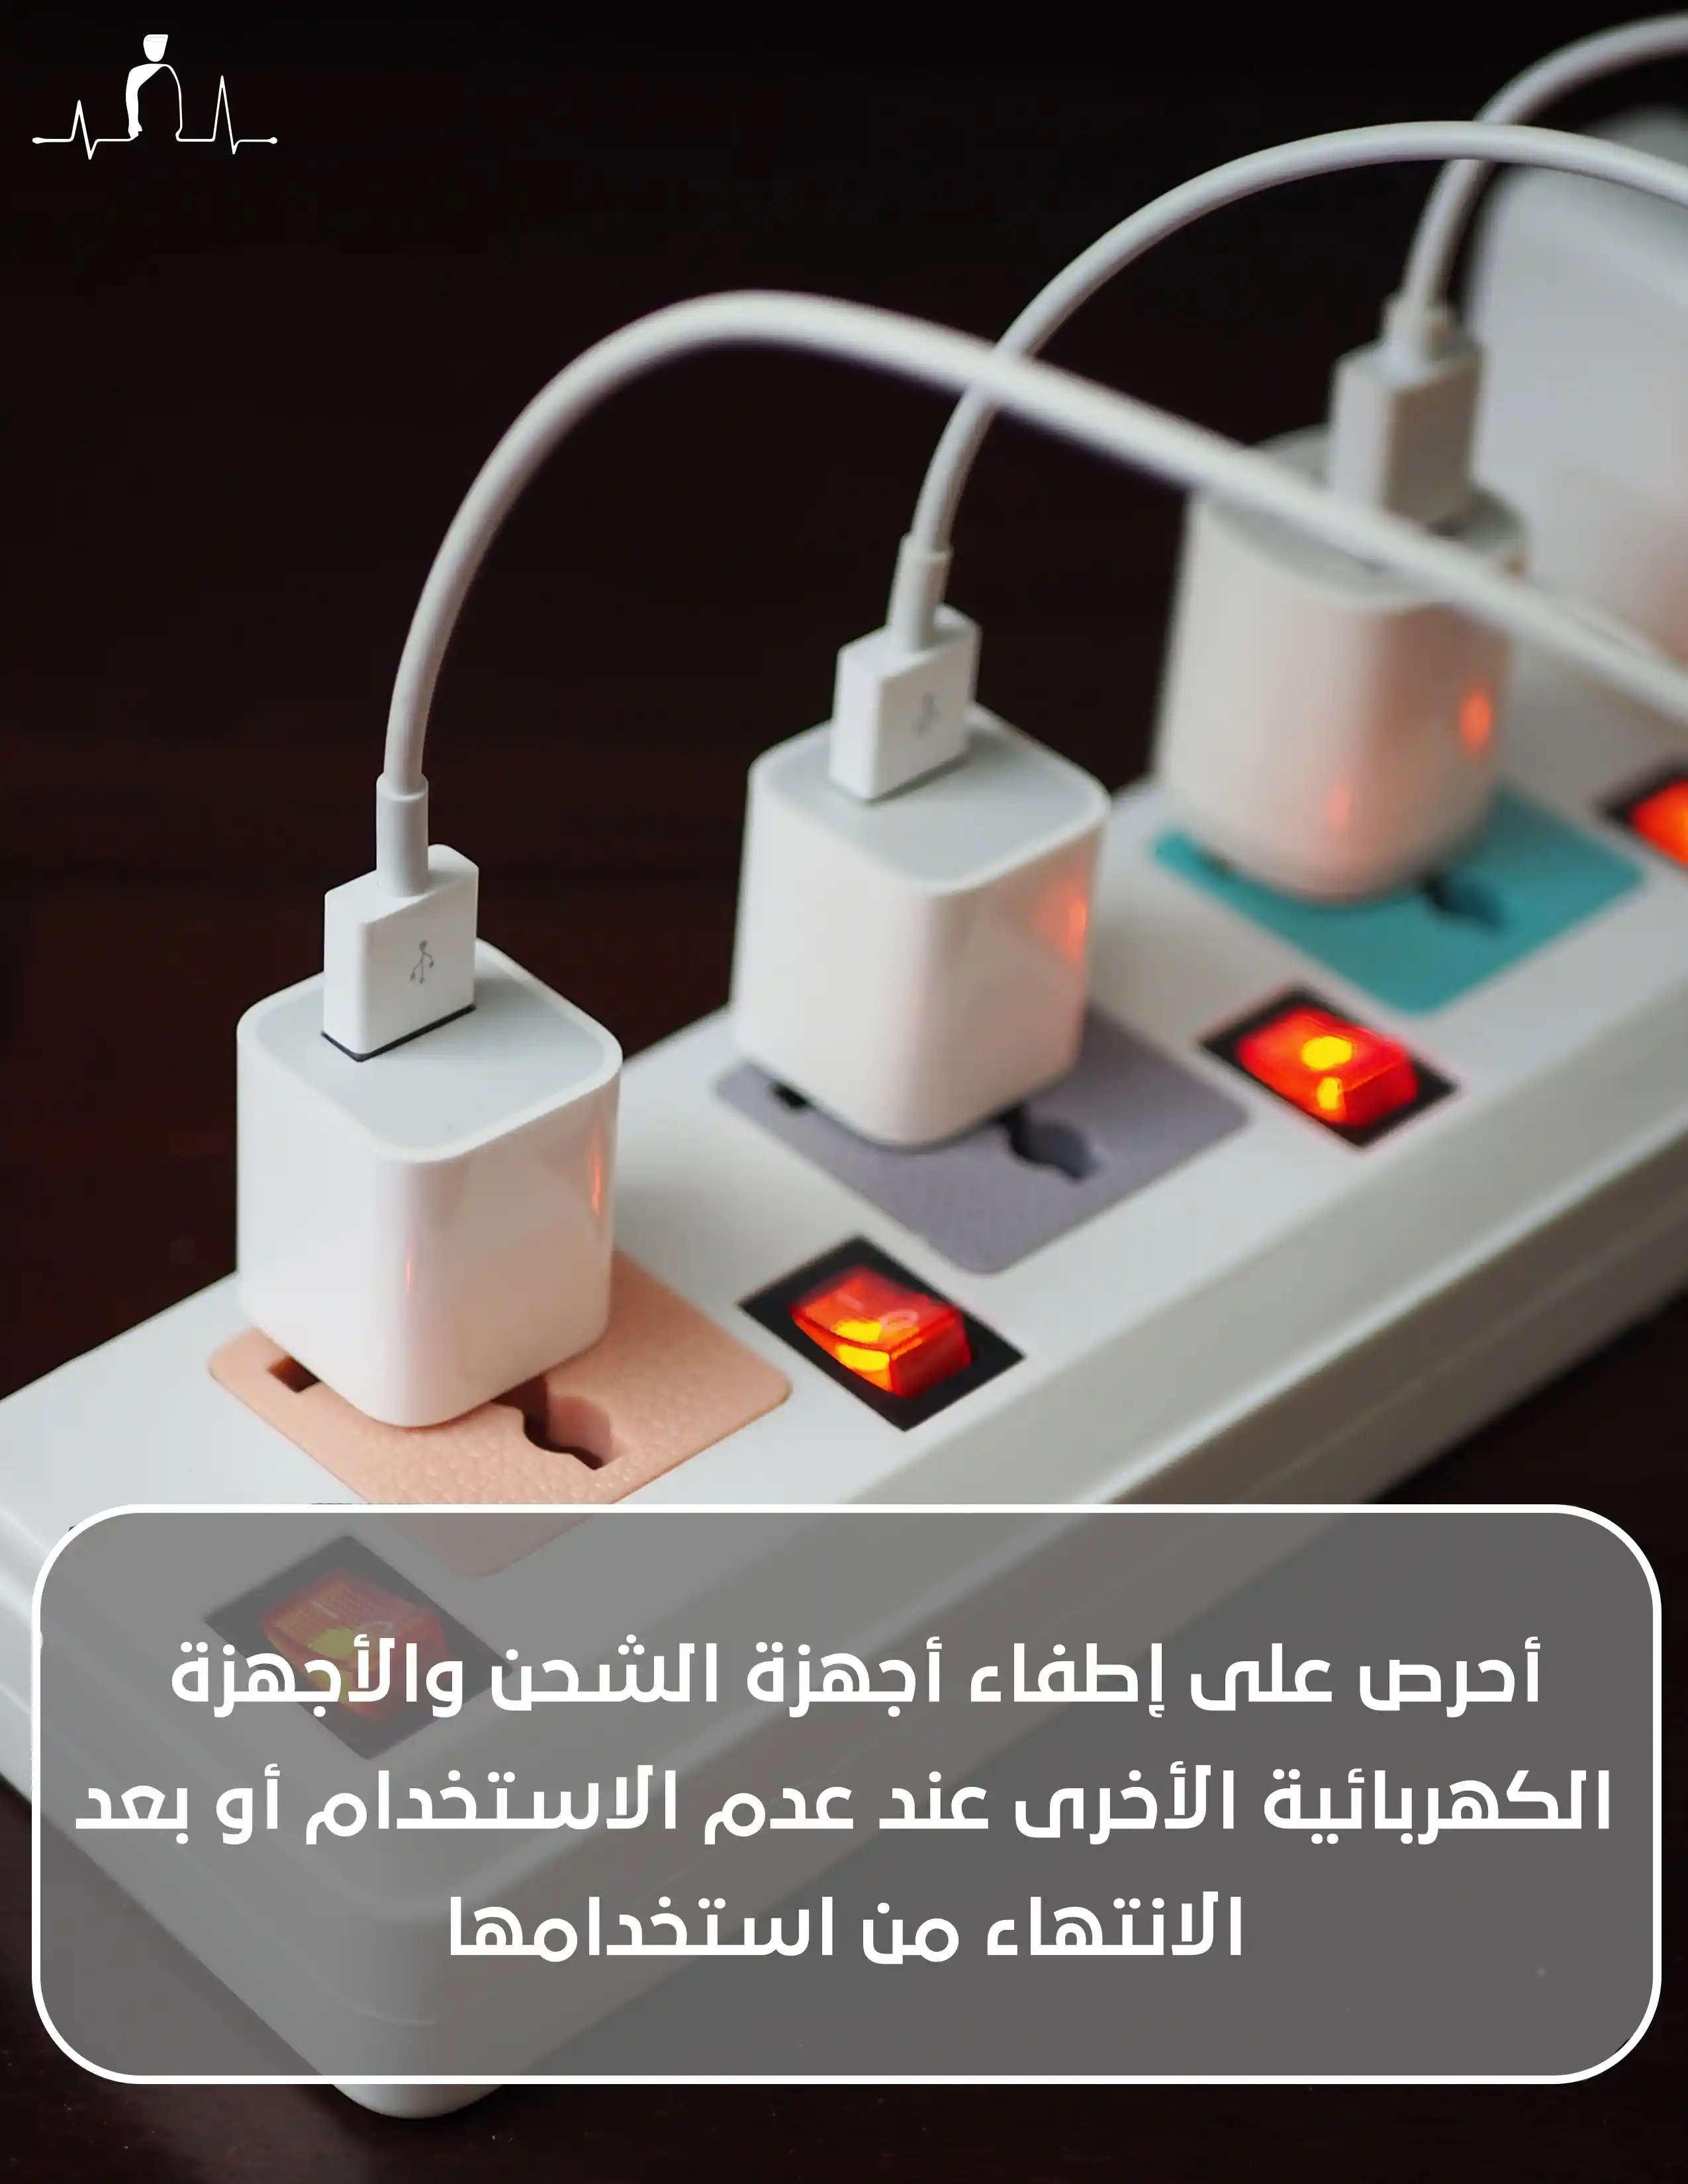 أحرص على إطفاء أجهزة الشحن والأجهزة
الكهربائية الأخرى عند عدم الاستخدام أو بعد
الانتهاء من استخدامها